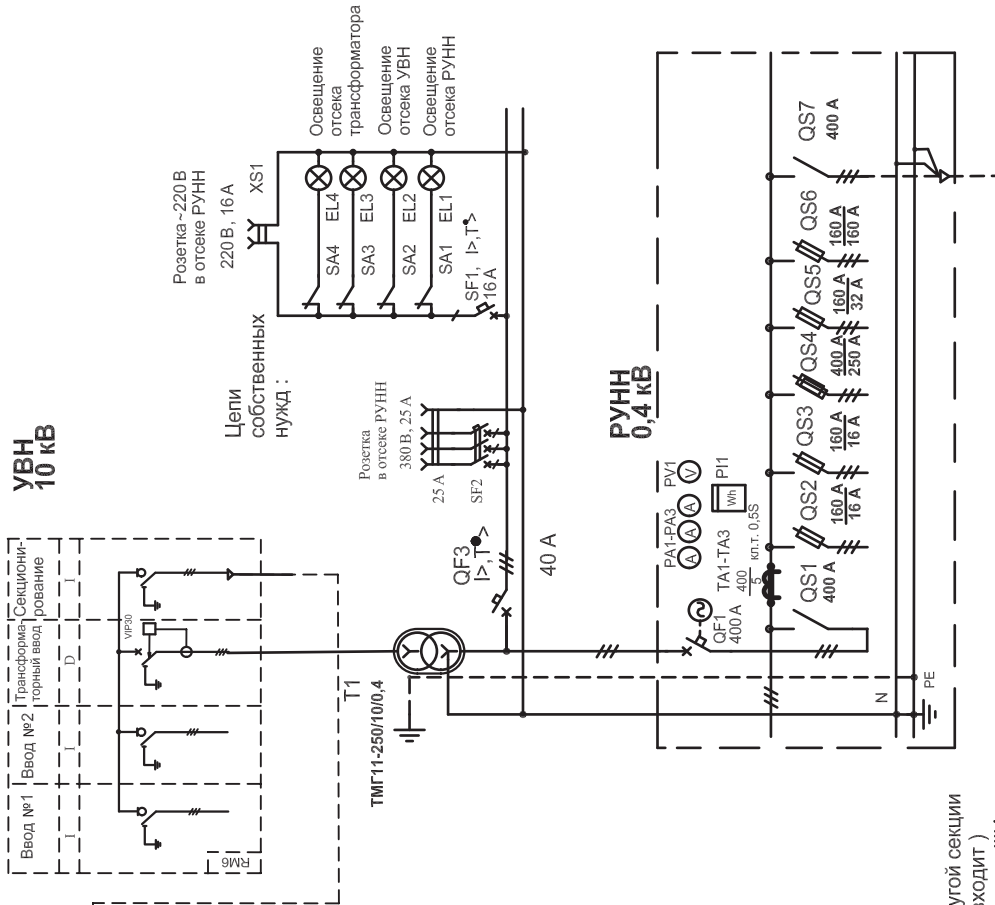 УВН
10 кВ
Ввод №1
Ввод №2
Трансформа-
торный ввод
Секциони-
рование
I
I
D
I
VIP30
RM6
T1
ТМГ11-250/10/0,4
Цепи
собственных
нужд :
Розетка ~220 В
в отсеке РУНН
220 В, 16 А
XS1
Освещение
отсека
трансформатора
Освещение
отсека УВН
Освещение
отсека РУНН
SA4
EL4
SA3
EL3
SA2
EL2
SA1
EL1
SF1, I>,T>
16 А
Розетка
в отсеке РУНН
380 В, 25 А
25 А
SF2
QF3
I>,T>
40 А
РУНН
0,4 кВ
PA1-PA3
PV1
A
A
A
V
Wh
PI1
TA1-TA3
400
5
кл.т. 0,5S
QF1
400 А
QS1
400 А
QS2
160 А
16 А
QS3
160 А
16 А
QS4
400 А
250 А
QS5
160 А
32 А
QS6
160 А
160 А
QS7
400 А
N
PE
угой секции
входит )